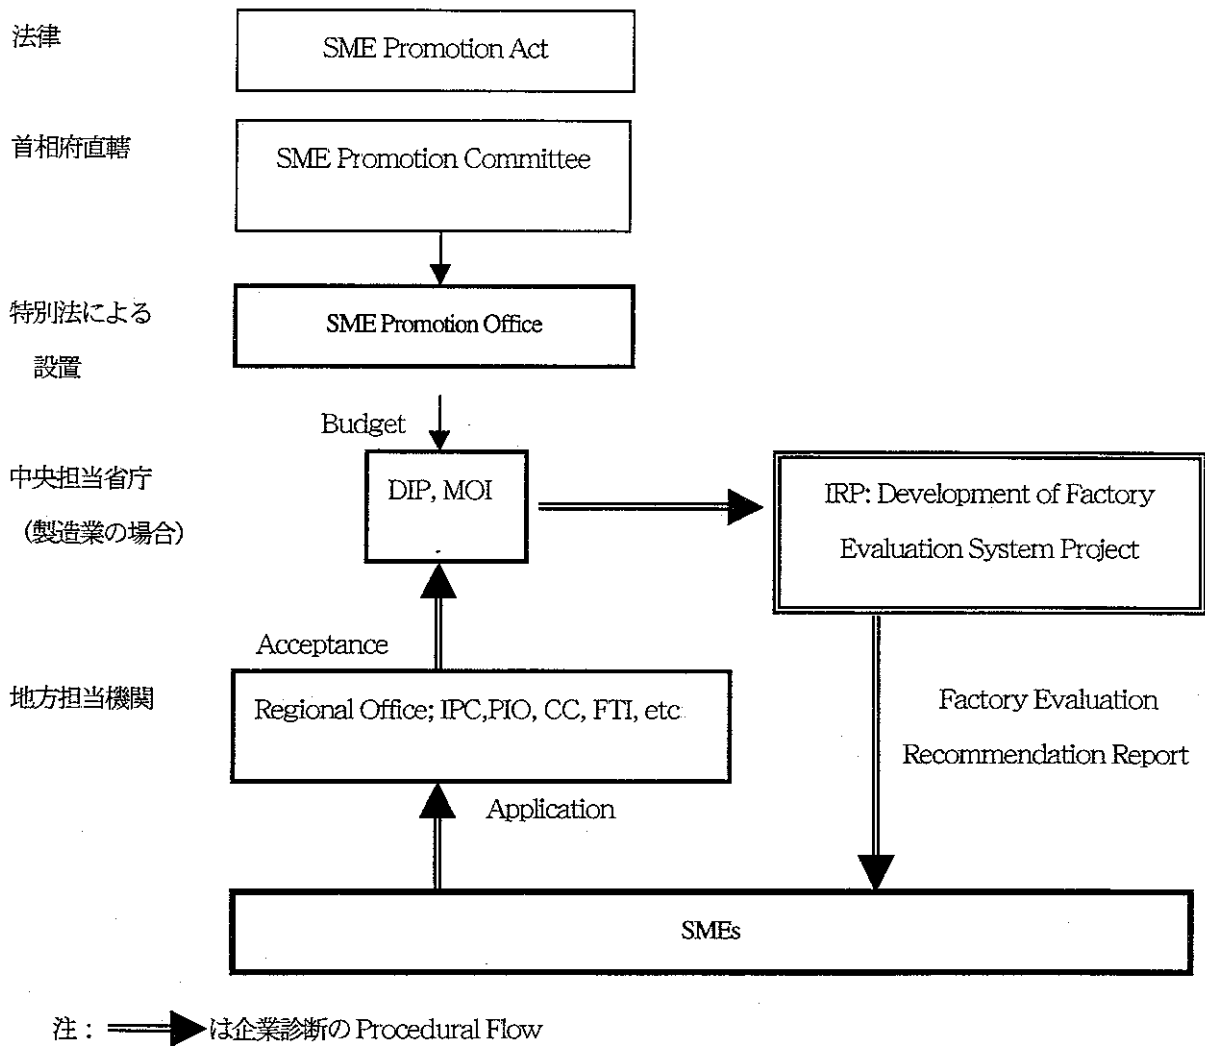 法律
SME Promotion Act
首相府直轄
SME Promotion Committee
特別法による
設置
SME Promotion Office
Budget
中央担当省庁
（製造業の場合）
DIP, MOI
IRP: Development of Factory
Evaluation System Project
Acceptance
地方担当機関
Regional Office; IPC,PIO, CC, FTI, etc
Factory Evaluation
Recommendation Report
Application
SMEs
注： は企業診断の Procedural Flow